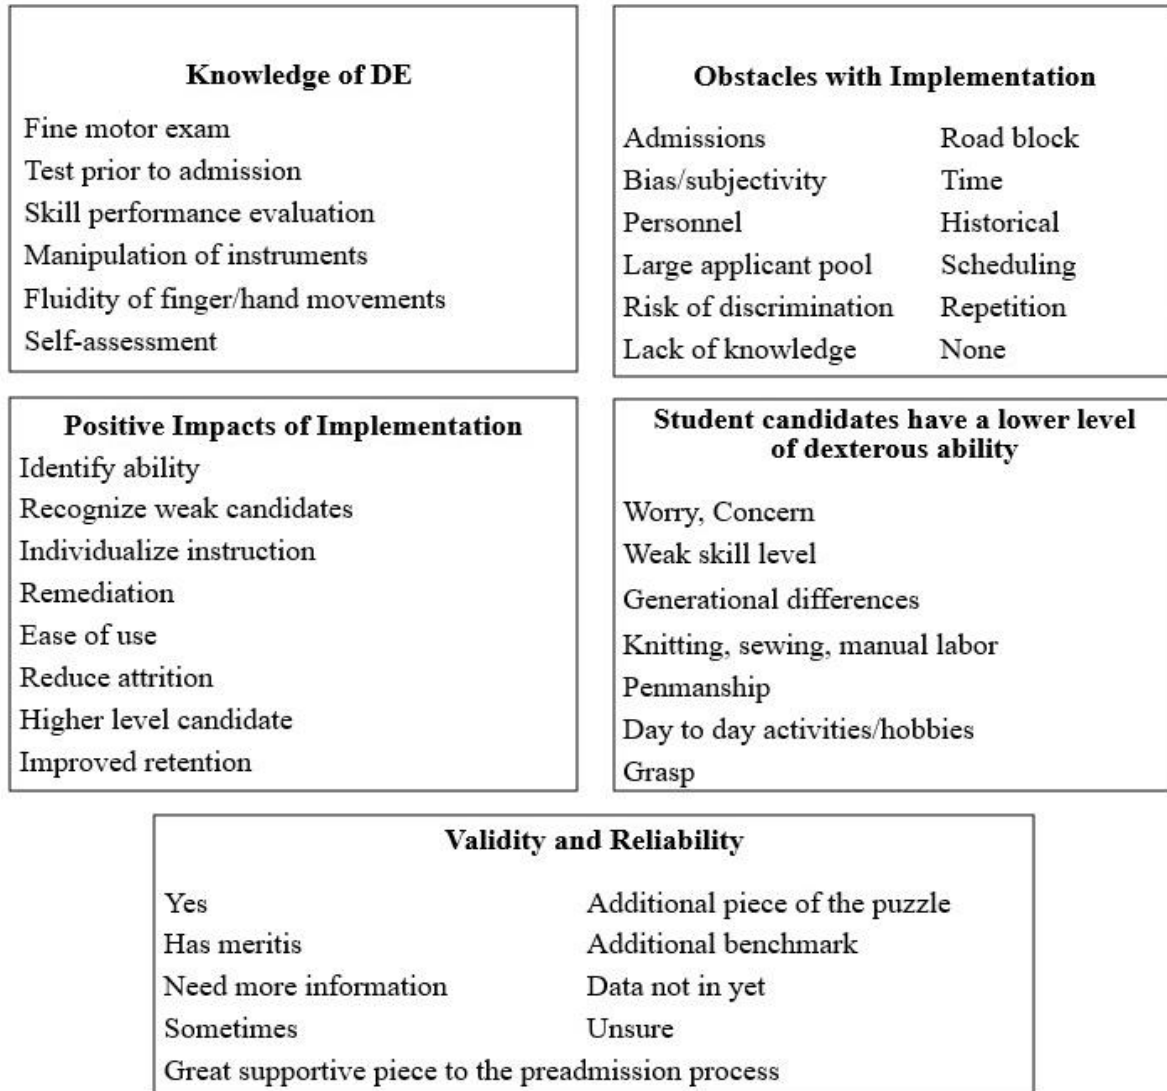 Knowledge of DE
Fine motor exam
Test prior to admission
Skill performance evaluation
Manipulation of instruments
Fluidity of finger/hand movements
Self-assessment
Obstacles with Implementation
Admissions
Bias/subjectivity
Personnel
Large applicant pool
Risk of discrimination
Lack of knowledge
Road block
Time
Historical
Scheduling
Repetition
None
Positive Impacts of Implementation
Identify ability
Recognize weak candidates
Individualize instruction
Remediation
Ease of use
Reduce attrition
Higher level candidate
Improved retention
Student candidates have a lower level
of dexterous ability
Worry, Concern
Weak skill level
Generational differences
Knitting, sewing, manual labor
Penmanship
Day to day activities/hobbies
Grasp
Validity and Reliability
Yes
Has meritis
Need more information
Sometimes
Additional piece of the puzzle
Additional benchmark
Data not in yet
Unsure
Great supportive piece to the preadmission process